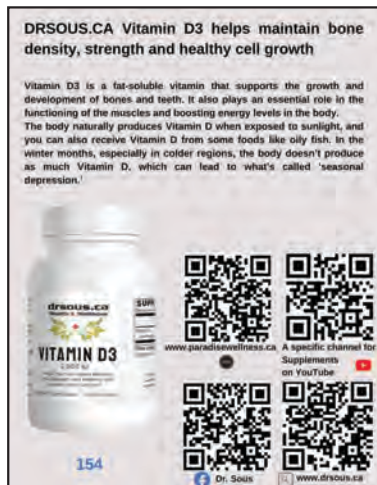 DRSOUS.CA Vitamin D3 helps maintain bone
density, strength and healthy cell growth
Vitamin D3 is a fat-soluble vitamin that supports the growth and
development of bones and teeth. It also plays an essential role in the
functioning of the muscles and boosting energy levels in the body.
The body naturally produces Vitamin D when exposed to sunlight, and
you can also receive Vitamin D from some foods like oily fish. In the
winter months, especially in colder regions, the body doesn't produce
as much Vitamin D, which can lead to what's called 'seasonal
depression.'
drsous.ca
VITAMIN D3
SUPP
www.paradisewellness.ca
A specific channel for
Supplements
on YouTube
154
Dr. Sous
www.drsous.ca